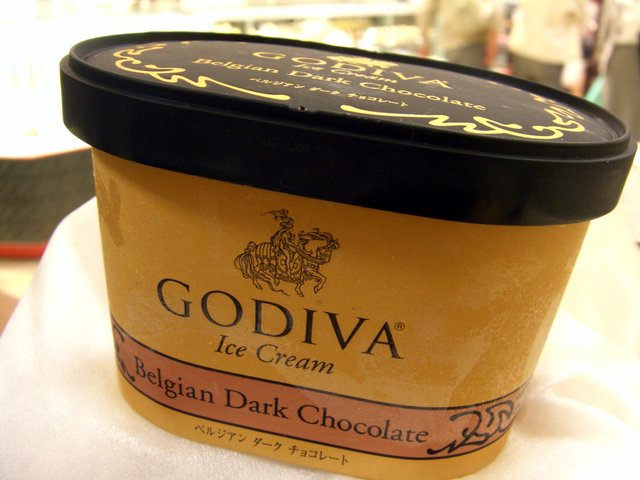 GODIVA
Ice Cream
Belgian Dark Chocolate
ベルジアン ダーク チョコレート
GODIVA®
Ice Cream
Belgian Dark Chocolate
ベルジアン ダーク チョコレート